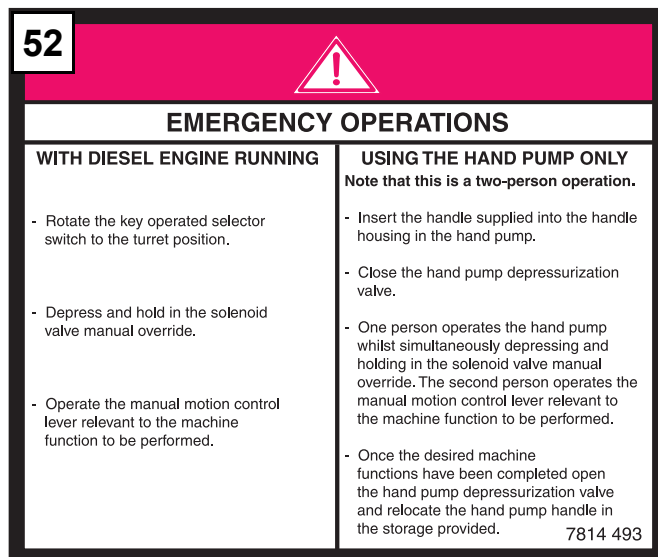 52
EMERGENCY OPERATIONS
WITH DIESEL ENGINE RUNNING
- Rotate the key operated selector
switch to the turret position.
- Depress and hold in the solenoid
valve manual override.
- Operate the manual motion control
lever relevant to the machine
function to be performed.
USING THE HAND PUMP ONLY
Note that this is a two-person operation.
- Insert the handle supplied into the handle
housing in the hand pump.
- Close the hand pump depressurization
valve.
- One person operates the hand pump
whilst simultaneously depressing and
holding in the solenoid valve manual
override. The second person operates the
manual motion control lever relevant to
the machine function to be performed.
- Once the desired machine
functions have been completed open
the hand pump depressurization valve
and relocate the hand pump handle in
the storage provided.
7814 493